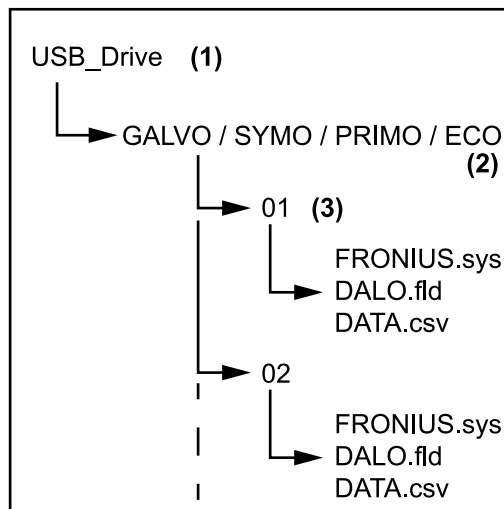 USB_Drive (1)
GALVO / SYMO / PRIMO / ECO
(2)
01 (3)
FRONIUS.sys
DALO.fld
DATA.csv
02
FRONIUS.sys
DALO.fld
DATA.csv